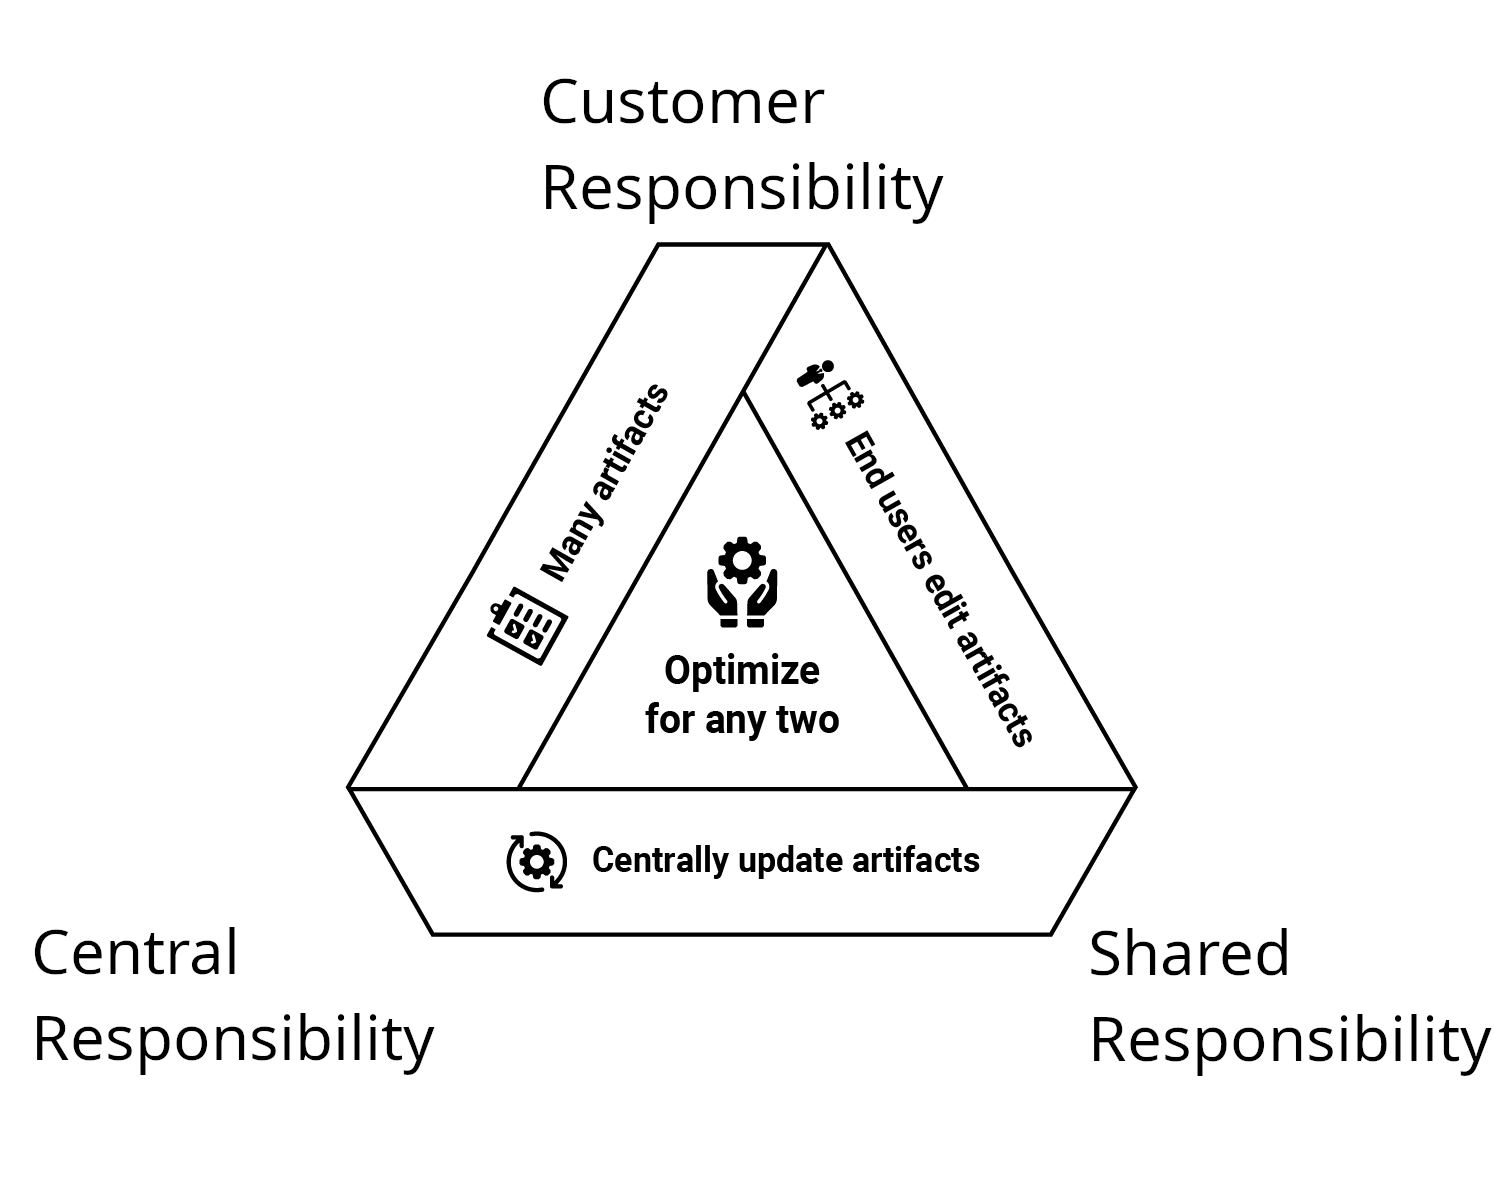 Customer
Responsibility
Many artifacts
End users edit artifacts
Optimize
for any two
Centrally update artifacts
Central
Responsibility
Shared
Responsibility